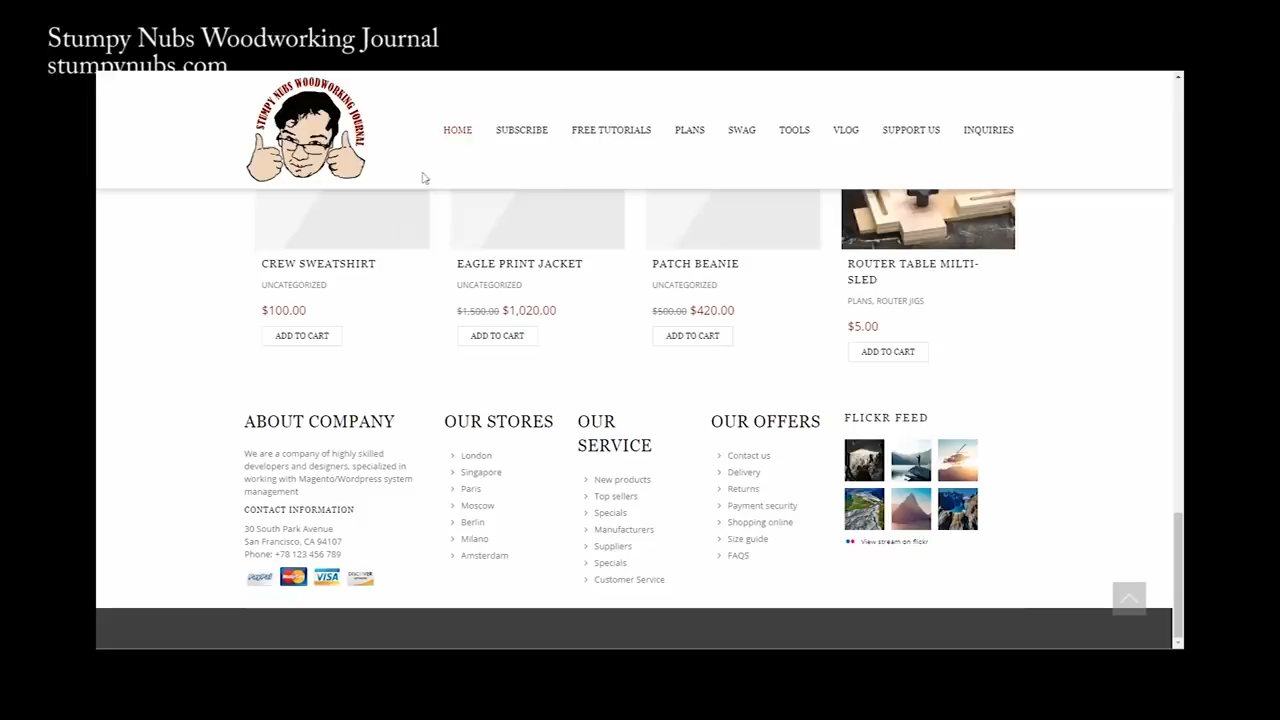 Stumpy Nubs Woodworking Journal
stumpynubs.com
STUMPY NUBS WOODWORKING JOURNAL
HOME SUBSCRIBE FREE TUTORIALS PLANS SWAG TOOLS VLOG SUPPORT US INQUIRIES
CREW SWEATSHIRT
UNCATEGORIZED
$100.00
ADD TO CART
EAGLE PRINT JACKET
UNCATEGORIZED
$1,500.00 $1,020.00
ADD TO CART
PATCH BEANIE
UNCATEGORIZED
$500.00 $420.00
ADD TO CART
ROUTER TABLE MILTI-
SLED
PLANS, ROUTER JIGS
$5.00
ADD TO CART
ABOUT COMPANY
We are a company of highly skilled
developers and designers, specialized in
working with Magento/Wordpress system
management
CONTACT INFORMATION
30 South Park Avenue
San Francisco, CA 94107
Phone: +78 123 456 789
PayPal MasterCard VISA DISCOVER
OUR STORES
London
Singapore
Paris
Moscow
Berlin
Milano
Amsterdam
OUR
SERVICE
New products
Top sellers
Specials
Manufacturers
Suppliers
Specials
Customer Service
OUR OFFERS
Contact us
Delivery
Returns
Payment security
Shopping online
Size guide
FAQS
FLICKR FEED
View stream on flickr